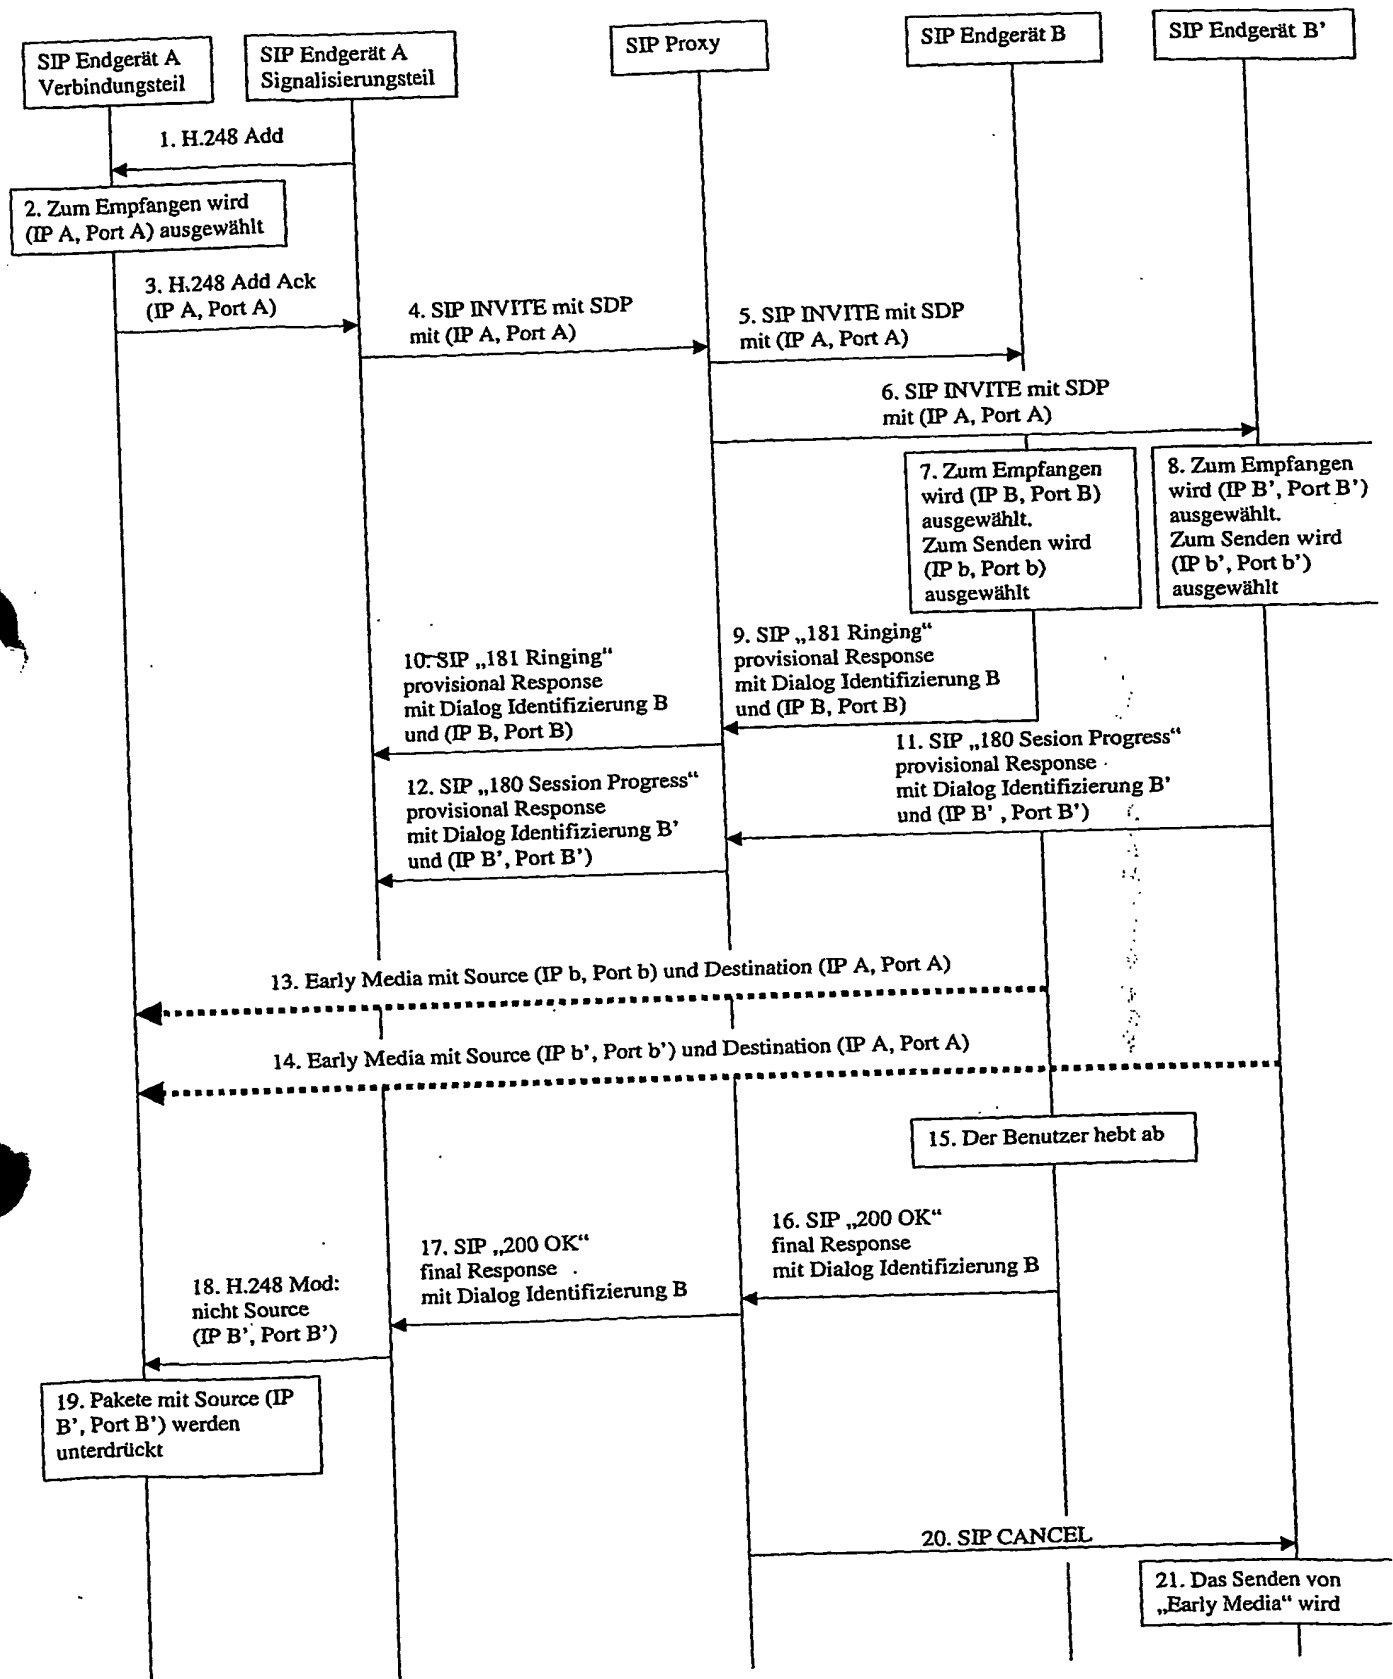 SIP Endgerät A
Verbindungsteil
SIP Endgerät A
Signalisierungsteil
SIP Proxy
SIP Endgerät B
SIP Endgerät B’
1. H.248 Add
2. Zum Empfangen wird
(IP A, Port A) ausgewählt
3. H.248 Add Ack
(IP A, Port A)
4. SIP INVITE mit SDP
mit (IP A, Port A)
5. SIP INVITE mit SDP
mit (IP A, Port A)
6. SIP INVITE mit SDP
mit (IP A, Port A)
7. Zum Empfangen
wird (IP B, Port B)
ausgewählt.
Zum Senden wird
(IP b, Port b)
ausgewählt
8. Zum Empfangen
wird (IP B’, Port B’)
ausgewählt.
Zum Senden wird
(IP b’, Port b’)
ausgewählt
9. SIP „181 Ringing“
provisional Response
mit Dialog Identifizierung B
und (IP B, Port B)
10. SIP „181 Ringing“
provisional Response
mit Dialog Identifizierung B
und (IP B, Port B)
11. SIP „180 Sesion Progress“
provisional Response
mit Dialog Identifizierung B’
und (IP B’ , Port B’)
12. SIP „180 Session Progress“
provisional Response
mit Dialog Identifizierung B’
und (IP B’, Port B’)
13. Early Media mit Source (IP b, Port b) und Destination (IP A, Port A)
14. Early Media mit Source (IP b’, Port b’) und Destination (IP A, Port A)
15. Der Benutzer hebt ab
16. SIP „200 OK“
final Response
mit Dialog Identifizierung B
17. SIP „200 OK“
final Response
mit Dialog Identifizierung B
18. H.248 Mod:
nicht Source
(IP B’, Port B’)
19. Pakete mit Source (IP
B’, Port B’) werden
unterdrückt
20. SIP CANCEL
21. Das Senden von
„Early Media“ wird